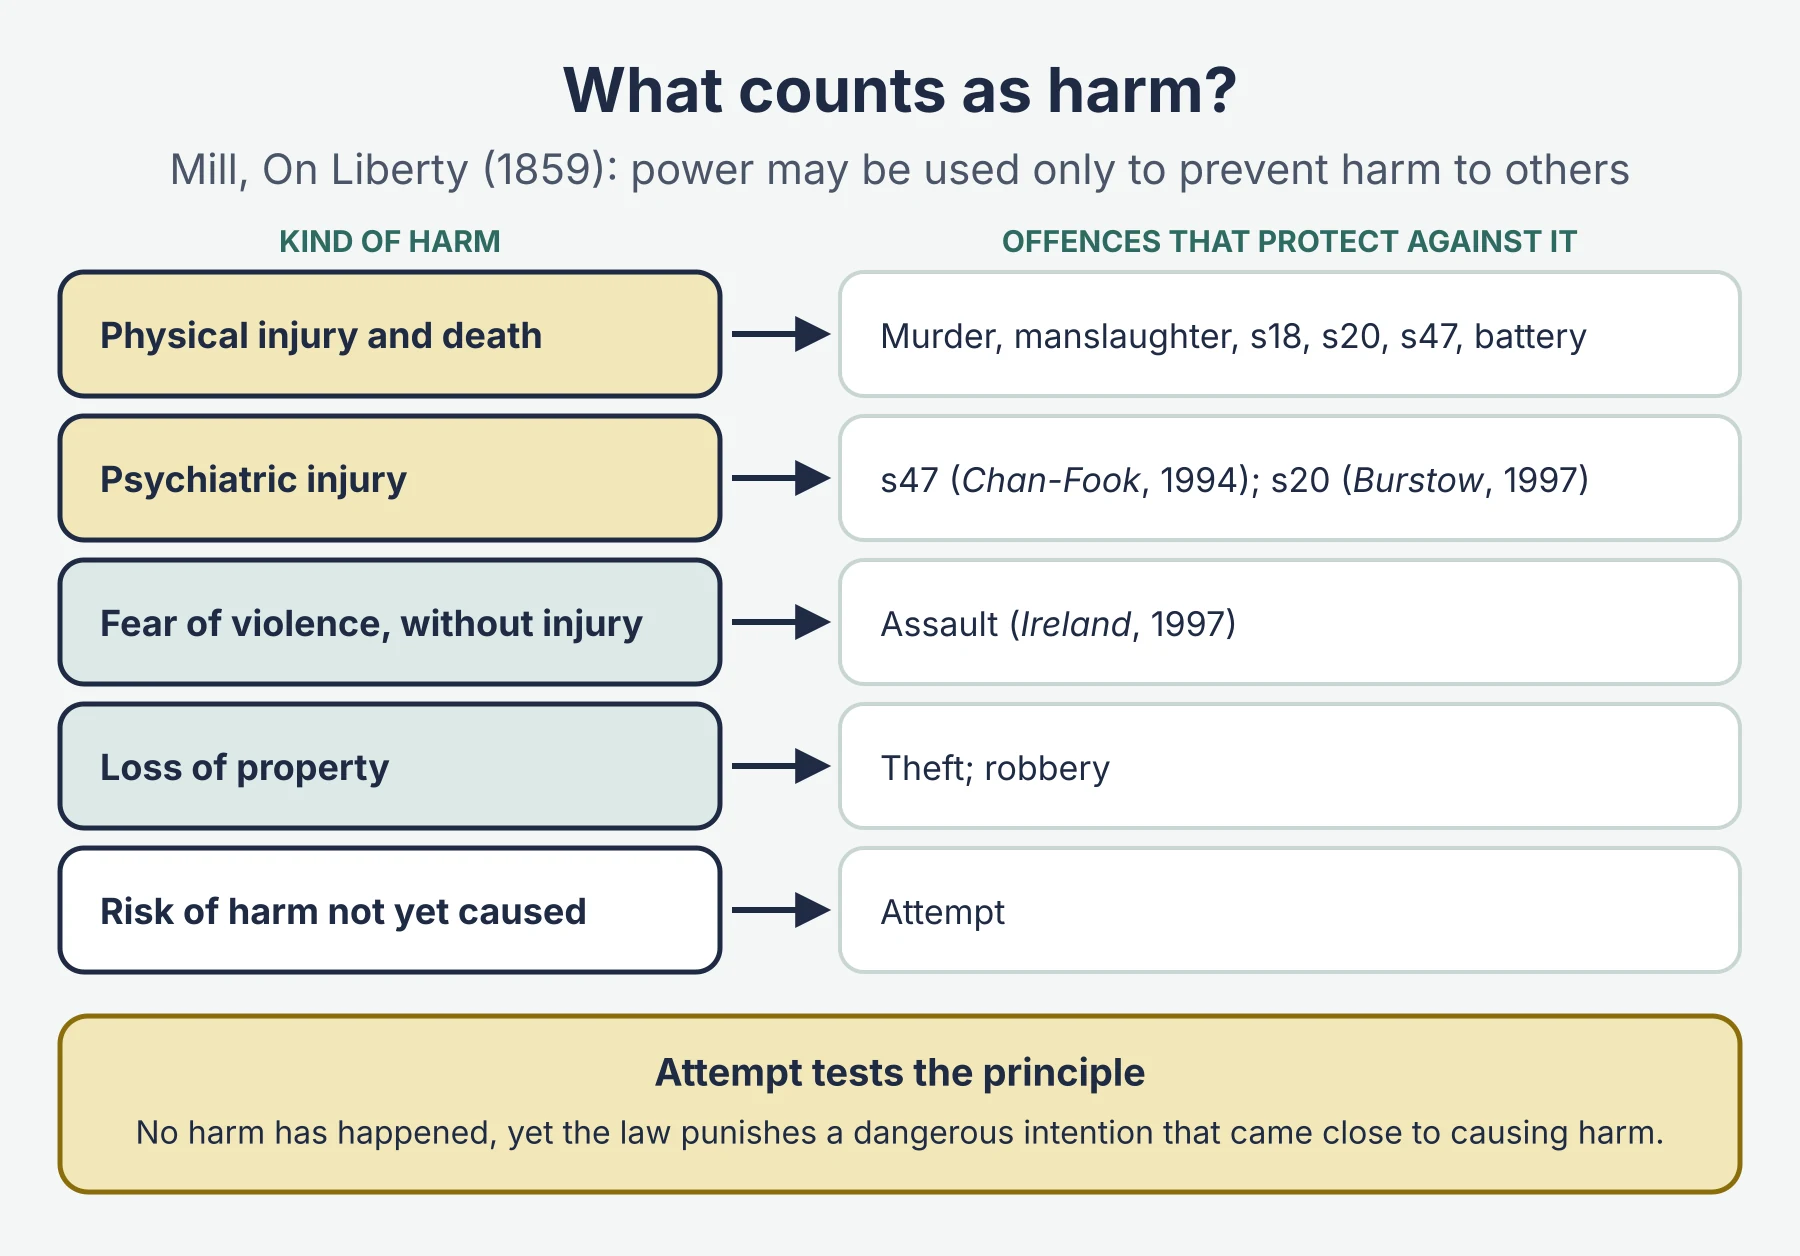 What counts as harm?
Mill, On Liberty (1859): power may be used only to prevent harm to others
KIND OF HARM
OFFENCES THAT PROTECT AGAINST IT
Physical injury and death
Murder, manslaughter, s18, s20, s47, battery
Psychiatric injury
s47 (Chan-Fook, 1994); s20 (Burstow, 1997)
Fear of violence, without injury
Assault (Ireland, 1997)
Loss of property
Theft; robbery
Risk of harm not yet caused
Attempt
Attempt tests the principle
No harm has happened, yet the law punishes a dangerous intention that came close to causing harm.